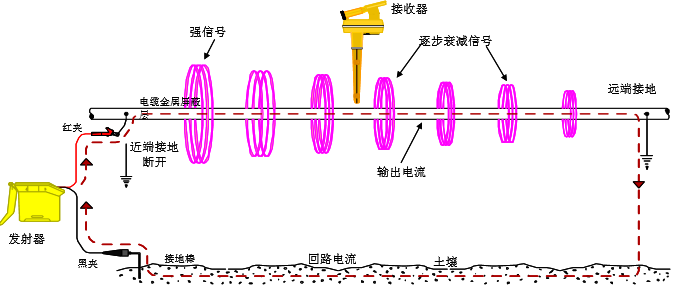 接收器
强信号
逐步衰减信号
远端接地
电缆金属屏蔽
层
红夹
近端接地
断开
输出电流
发射器
黑夹
接地棒
回路电流
土壤